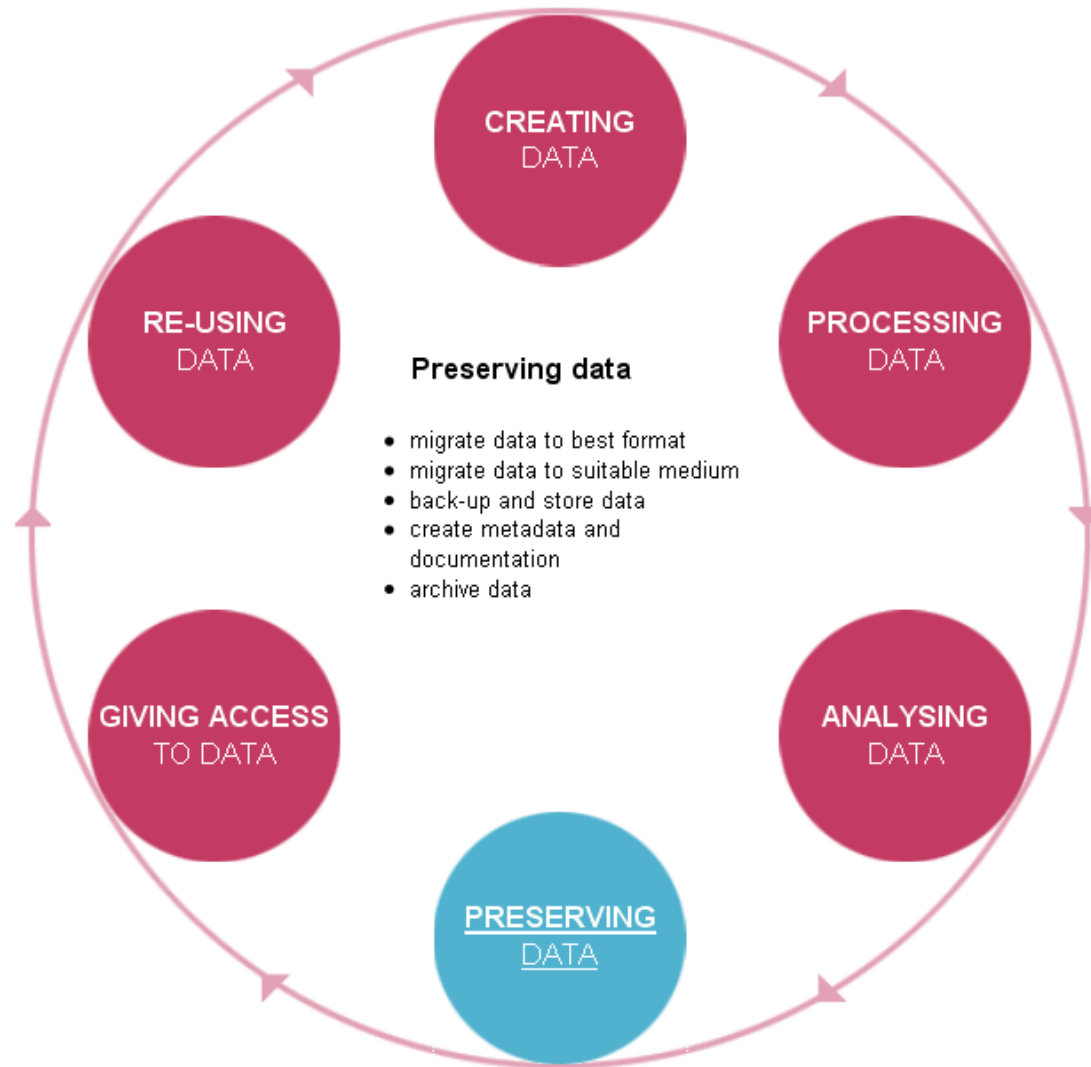 CREATING
DATA
PROCESSING
DATA
ANALYSING
DATA
PRESERVING
DATA
GIVING ACCESS
TO DATA
RE-USING
DATA
Preserving data
• migrate data to best format
• migrate data to suitable medium
• back-up and store data
• create metadata and
documentation
• archive data